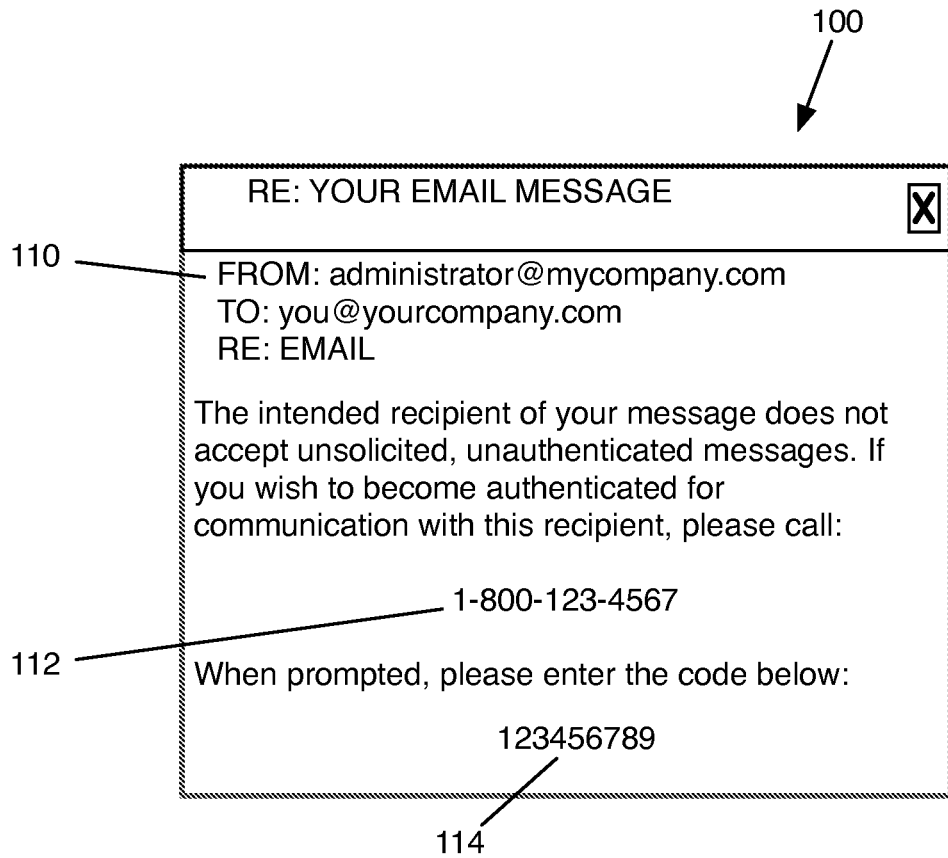 100
RE: YOUR EMAIL MESSAGE
X
110
FROM: administrator@mycompany.com
TO: you@yourcompany.com
RE: EMAIL
The intended recipient of your message does not
accept unsolicited, unauthenticated messages. If
you wish to become authenticated for
communication with this recipient, please call:
1-800-123-4567
112
When prompted, please enter the code below:
123456789
114